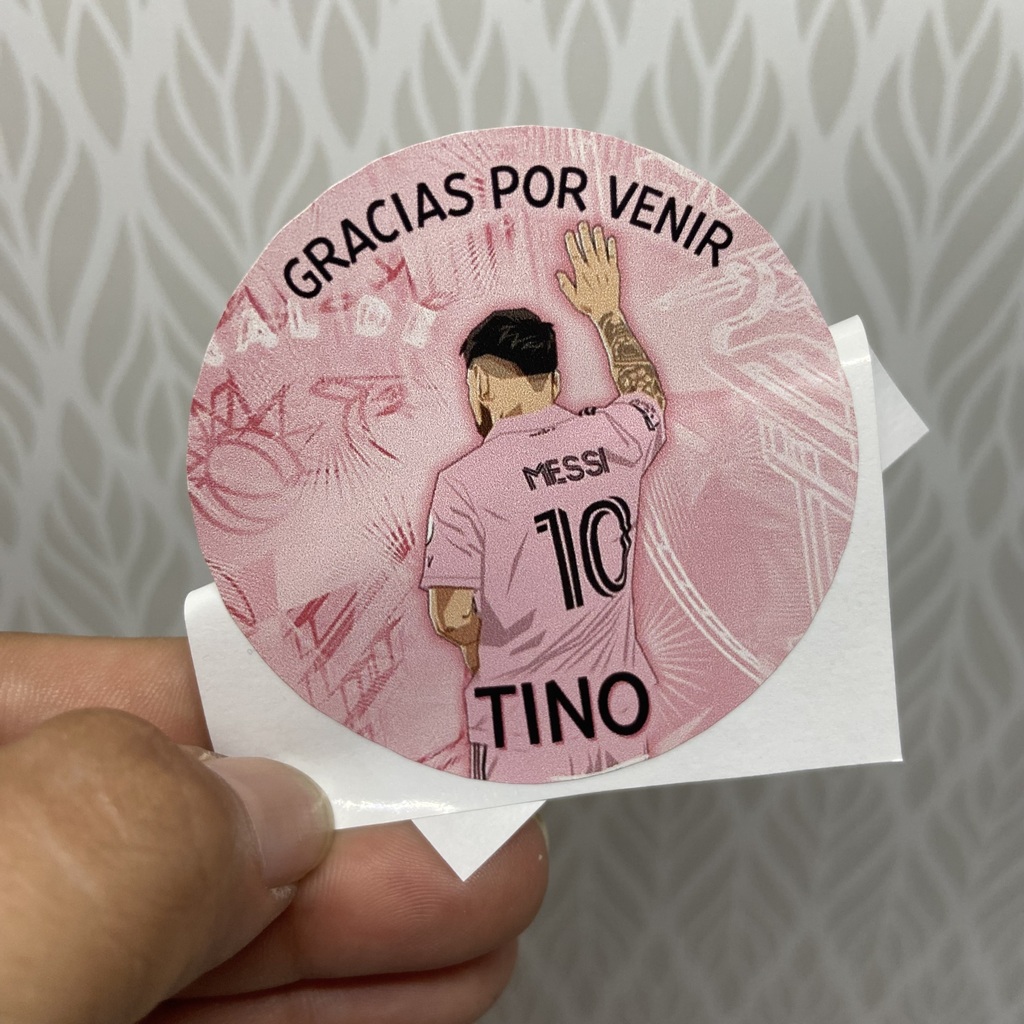 GRACIAS POR VENIR
MESSI
10
TINO